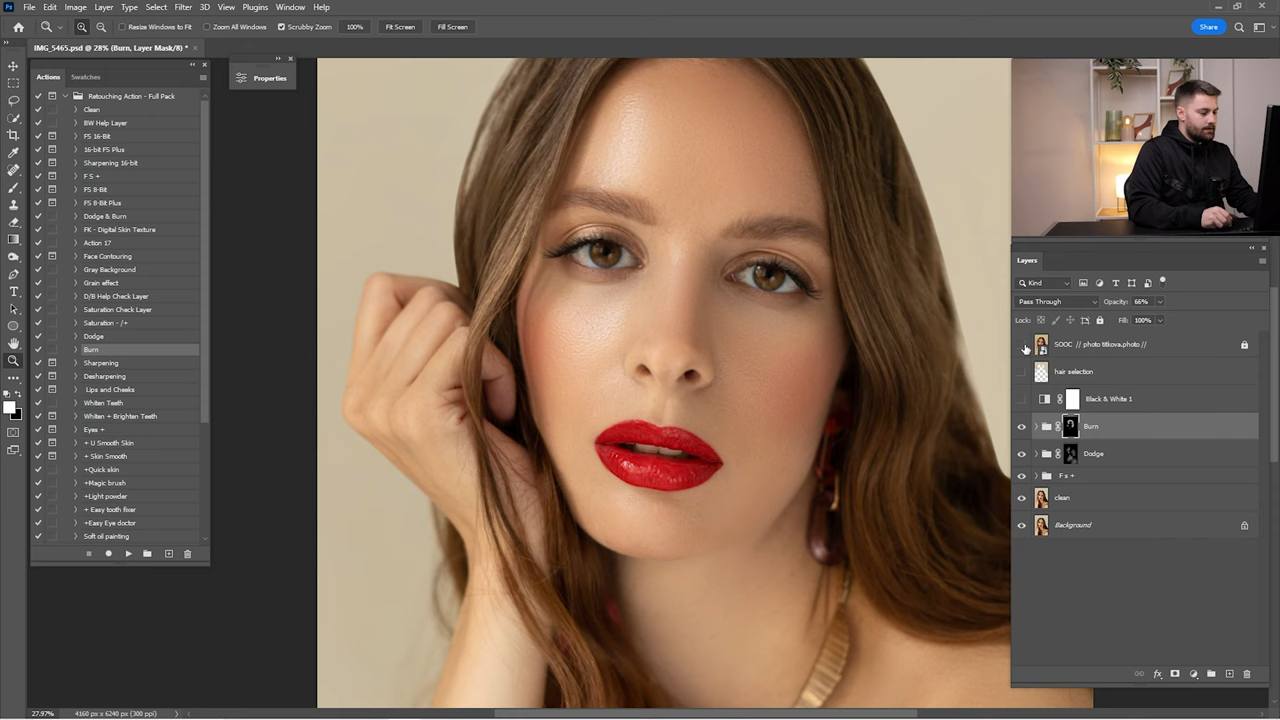 Ps File Edit Image Layer Type Select Filter 3D View Plugins Window Help
Resize Windows to Fit Zoom All Windows Scrubby Zoom 100% Fit Screen Fill Screen Share
IMG_5465.psd @ 28% (Burn, Layer Mask/8) *
Actions Swatches
Retouching Action - Full Pack
Clean
BW Help Layer
FS 16-Bit
16-bit FS Plus
Sharpening 16-bit
F S +
FS 8-Bit
FS 8-Bit Plus
Dodge & Burn
FK - Digital Skin Texture
Action 17
Face Contouring
Gray Background
Grain effect
D/B Help Check Layer
Saturation Check Layer
Saturation - /+
Dodge
Burn
Sharpening
Desharpening
Lips and Cheeks
Whiten Teeth
Whiten + Brighten Teeth
Eyes +
+ U Smooth Skin
+ Skin Smooth
+Quick skin
+Magic brush
+Light powder
+ Easy tooth fixer
+Easy Eye doctor
Soft oil painting
Properties
Layers
Kind
Pass Through Opacity: 66%
Lock: Fill: 100%
SOOC // photo titkova.photo //
hair selection
Black & White 1
Burn
Dodge
F s +
clean
Background
fx
27.97% 4160 px x 6240 px (300 ppi)